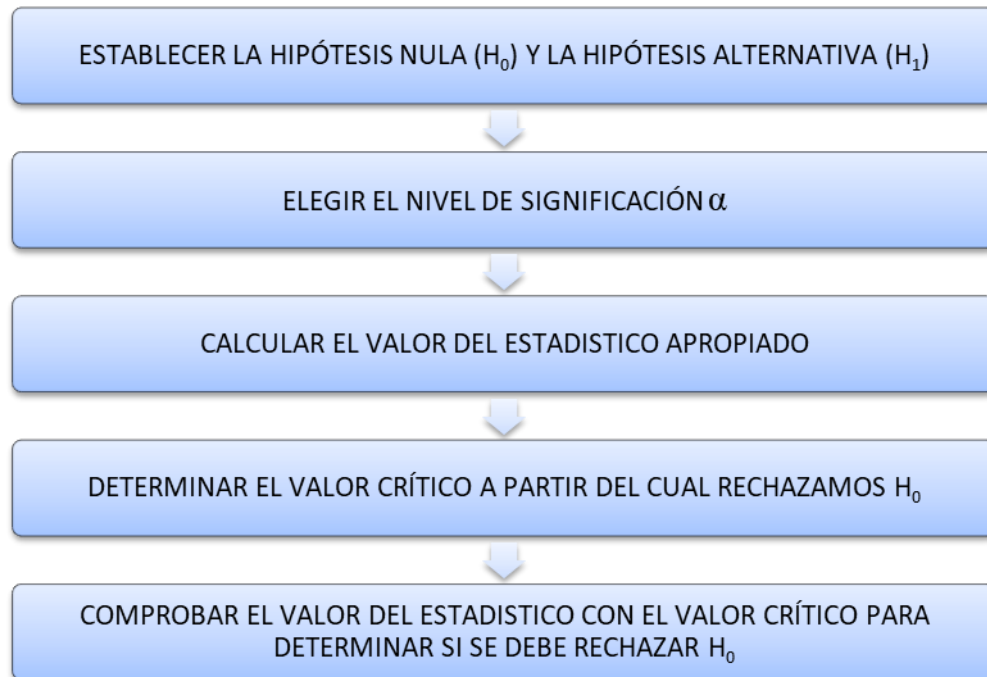 ESTABLECER LA HIPÓTESIS NULA (H₀) Y LA HIPÓTESIS ALTERNATIVA (H₁)
ELEGIR EL NIVEL DE SIGNIFICACIÓN α
CALCULAR EL VALOR DEL ESTADISTICO APROPIADO
DETERMINAR EL VALOR CRÍTICO A PARTIR DEL CUAL RECHAZAMOS H₀
COMPROBAR EL VALOR DEL ESTADISTICO CON EL VALOR CRÍTICO PARA
DETERMINAR SI SE DEBE RECHAZAR H₀